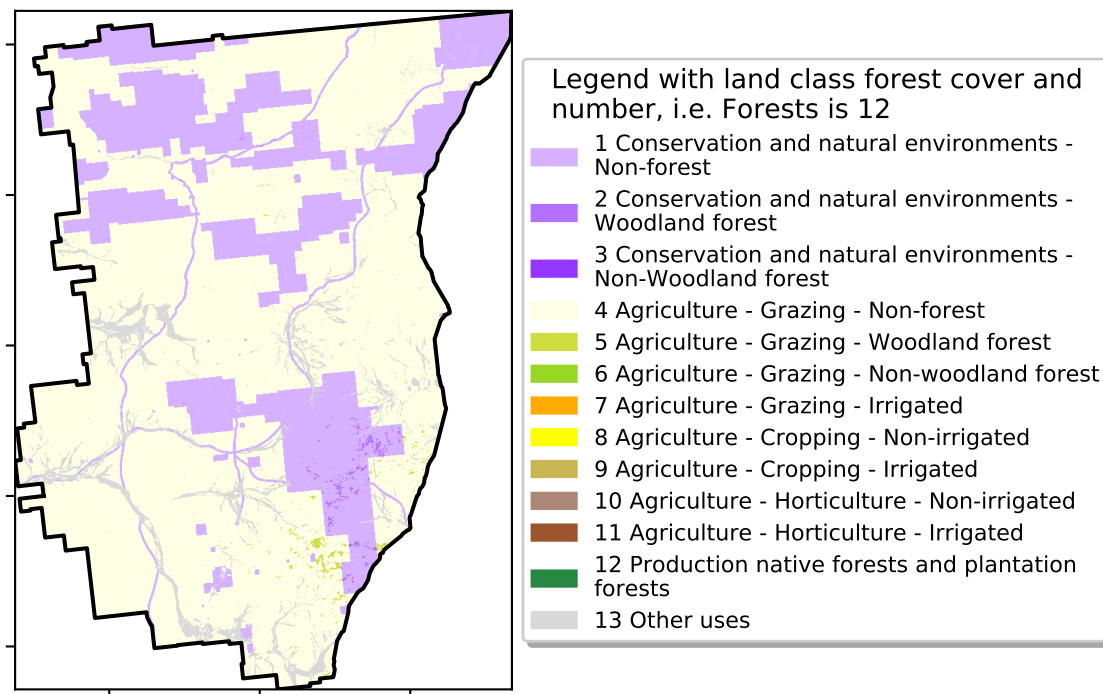 Legend with land class forest cover and
number, i.e. Forests is 12
1 Conservation and natural environments -
Non-forest
2 Conservation and natural environments -
Woodland forest
3 Conservation and natural environments -
Non-Woodland forest
4 Agriculture - Grazing - Non-forest
5 Agriculture - Grazing - Woodland forest
6 Agriculture - Grazing - Non-woodland forest
7 Agriculture - Grazing - Irrigated
8 Agriculture - Cropping - Non-irrigated
9 Agriculture - Cropping - Irrigated
10 Agriculture - Horticulture - Non-irrigated
11 Agriculture - Horticulture - Irrigated
12 Production native forests and plantation
forests
13 Other uses